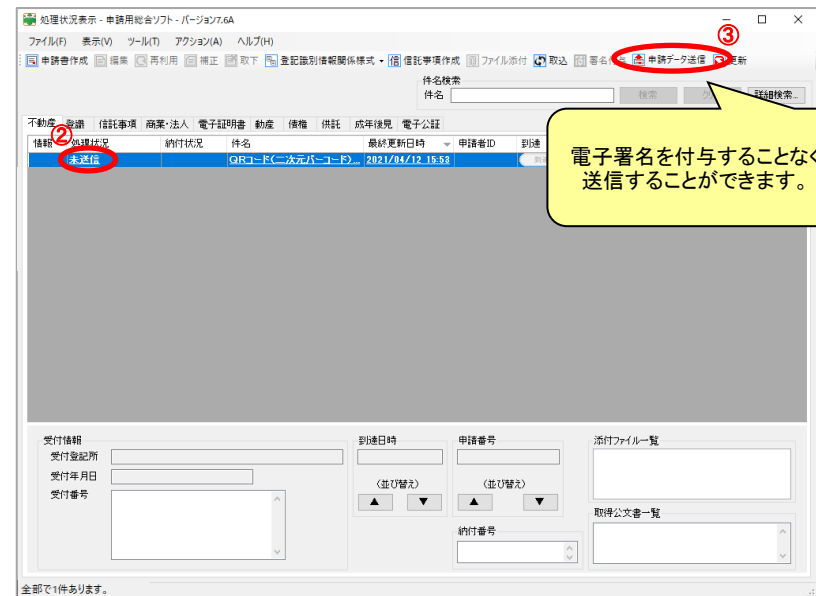 処理状況表示 - 申請用総合ソフト - バージョン7.6A
ファイル(F) 表示(V) ツール(T) アクション(A) ヘルプ(H)
③
申請書作成 編集 再利用 補正 取下 登記識別情報関係様式 信 信託事項作成 ファイル添付 取込 署名付与 申請データ送信 更新
件名検索
件名 検索 詳細検索...
不動産 登識 信託事項 商業・法人 電子証明書 動産 債権 供託 成年後見 電子公証
②
情報 処理状況 納付状況 件名 最終更新日時 申請者ID 到達
未送信 QRコード(二次元バーコード)... 2021/04/12 15:53
電子署名を付与することなく
送信することができます。
受付情報 到達日時 申請番号 添付ファイル一覧
受付登記所
受付年月日
(並び替え) (並び替え)
受付番号
▲ ▼ ▲ ▼
取得公文書一覧
納付番号
全部で1件あります。